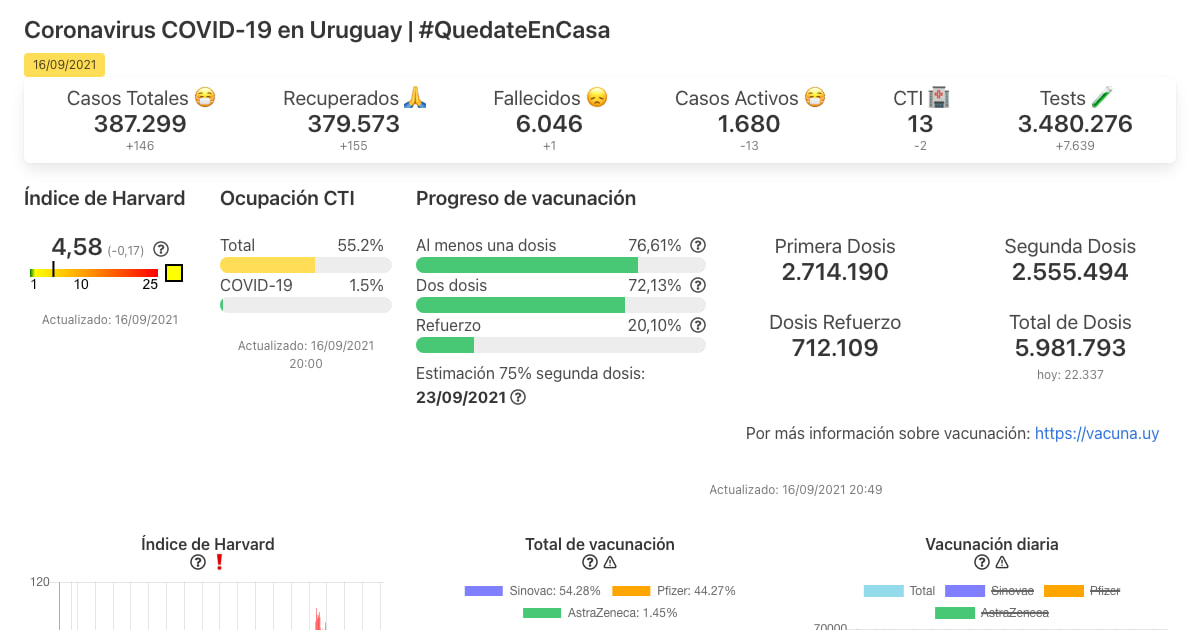 Coronavirus COVID-19 en Uruguay | #QuedateEnCasa
16/09/2021
Casos Totales 😷 Recuperados 🙏 Fallecidos 😞 Casos Activos 😷 CTI 🏥 Tests 🧪
387.299 379.573 6.046 1.680 13 3.480.276
+146 +155 +1 -13 -2 +7.639
Índice de Harvard Ocupación CTI Progreso de vacunación
4,58 (-0,17)
1 10 25
Actualizado: 16/09/2021
Total 55.2%
COVID-19 1.5%
Actualizado: 16/09/2021
20:00
Al menos una dosis 76,61%
Dos dosis 72,13%
Refuerzo 20,10%
Estimación 75% segunda dosis:
23/09/2021
Primera Dosis Segunda Dosis
2.714.190 2.555.494
Dosis Refuerzo Total de Dosis
712.109 5.981.793
hoy: 22.337
Por más información sobre vacunación: https://vacuna.uy
Actualizado: 16/09/2021 20:49
Índice de Harvard
❗
120
Total de vacunación
Sinovac: 54.28% Pfizer: 44.27%
AstraZeneca: 1.45%
Vacunación diaria
Total Sinovac Pfizer
AstraZeneca
70000